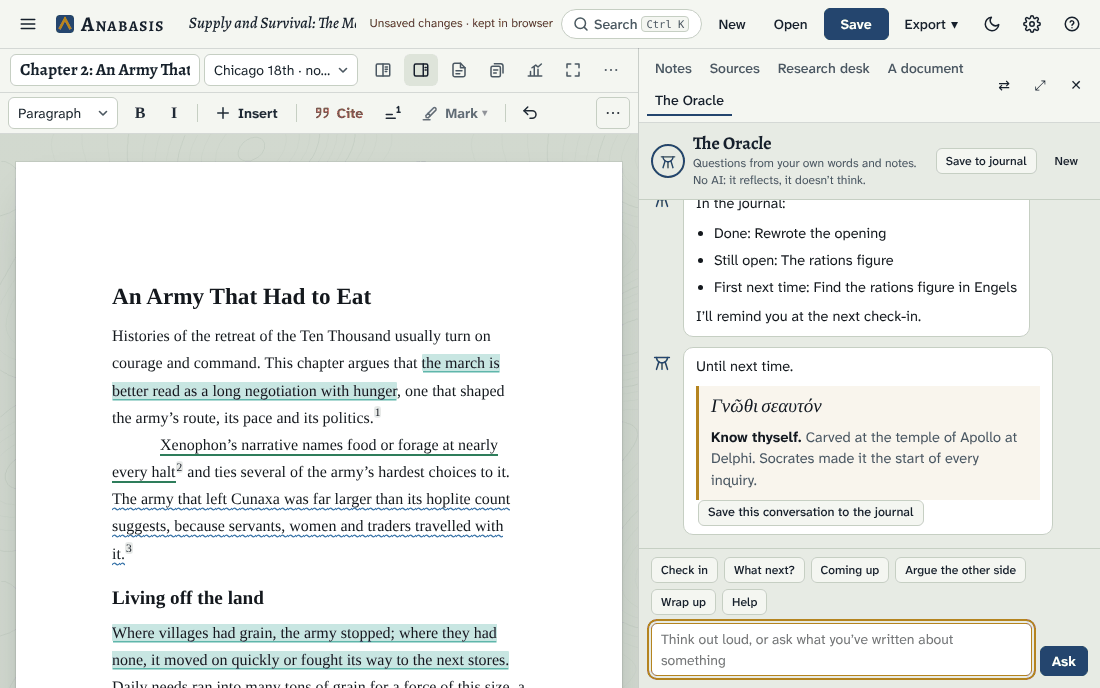 ANABASIS
Supply and Survival: The
Unsaved changes · kept in browser
Search Ctrl K
New
Open
Save
Export ▾
Chapter 2: An Army That
Chicago 18th · no...
Paragraph
B
I
Insert
Cite
Mark ▾
An Army That Had to Eat
Histories of the retreat of the Ten Thousand usually turn on
courage and command. This chapter argues that the march is
better read as a long negotiation with hunger, one that shaped
the army’s route, its pace and its politics.1
Xenophon’s narrative names food or forage at nearly
every halt2 and ties several of the army’s hardest choices to it.
The army that left Cunaxa was far larger than its hoplite count
suggests, because servants, women and traders travelled with
it.3
Living off the land
Where villages had grain, the army stopped; where they had
none, it moved on quickly or fought its way to the next stores.
Daily needs ran into many tons of grain for a force of this size, a
Notes
Sources
Research desk
A document
The Oracle
The Oracle
Questions from your own words and notes.
No AI: it reflects, it doesn’t think.
Save to journal
New
In the journal:
• Done: Rewrote the opening
• Still open: The rations figure
• First next time: Find the rations figure in Engels
I’ll remind you at the next check-in.
Until next time.
Γνῶθι σεαυτόν
Know thyself. Carved at the temple of Apollo at
Delphi. Socrates made it the start of every
inquiry.
Save this conversation to the journal
Check in
What next?
Coming up
Argue the other side
Wrap up
Help
Think out loud, or ask what you’ve written about
something
Ask